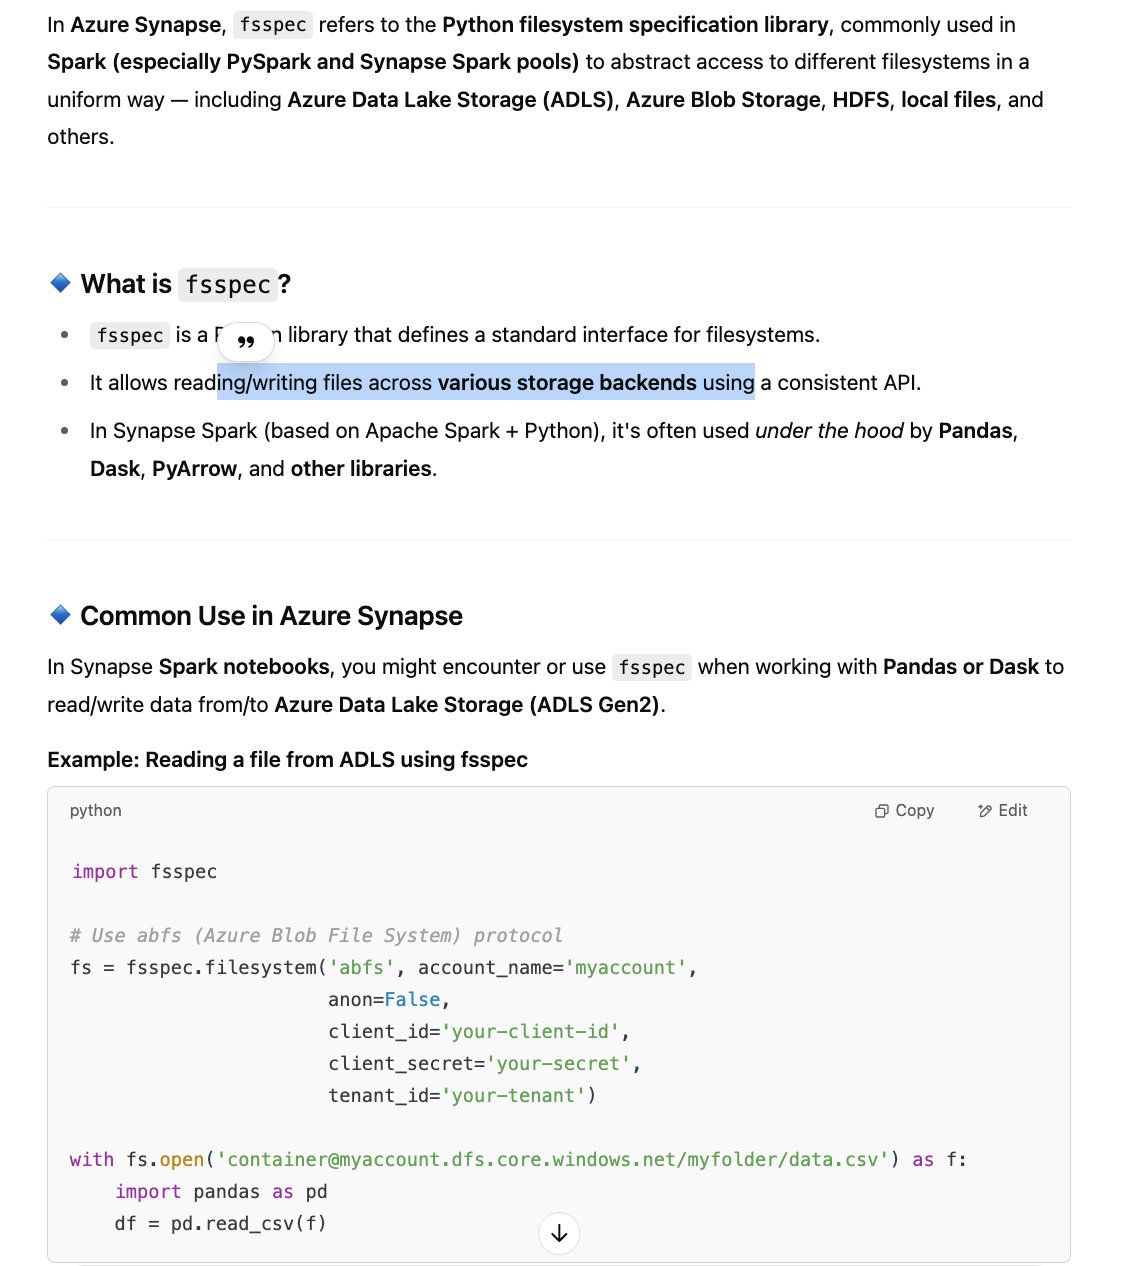 In Azure Synapse, fsspec refers to the Python filesystem specification library, commonly used in
Spark (especially PySpark and Synapse Spark pools) to abstract access to different filesystems in a
uniform way — including Azure Data Lake Storage (ADLS), Azure Blob Storage, HDFS, local files, and
others.
What is fsspec?
fsspec is a n library that defines a standard interface for filesystems.
It allows reading/writing files across various storage backends using a consistent API.
In Synapse Spark (based on Apache Spark + Python), it's often used under the hood by Pandas,
Dask, PyArrow, and other libraries.
Common Use in Azure Synapse
In Synapse Spark notebooks, you might encounter or use fsspec when working with Pandas or Dask to
read/write data from/to Azure Data Lake Storage (ADLS Gen2).
Example: Reading a file from ADLS using fsspec
python Copy Edit
import fsspec
# Use abfs (Azure Blob File System) protocol
fs = fsspec.filesystem('abfs', account_name='myaccount',
anon=False,
client_id='your-client-id',
client_secret='your-secret',
tenant_id='your-tenant')
with fs.open('container@myaccount.dfs.core.windows.net/myfolder/data.csv') as f:
import pandas as pd
df = pd.read_csv(f)